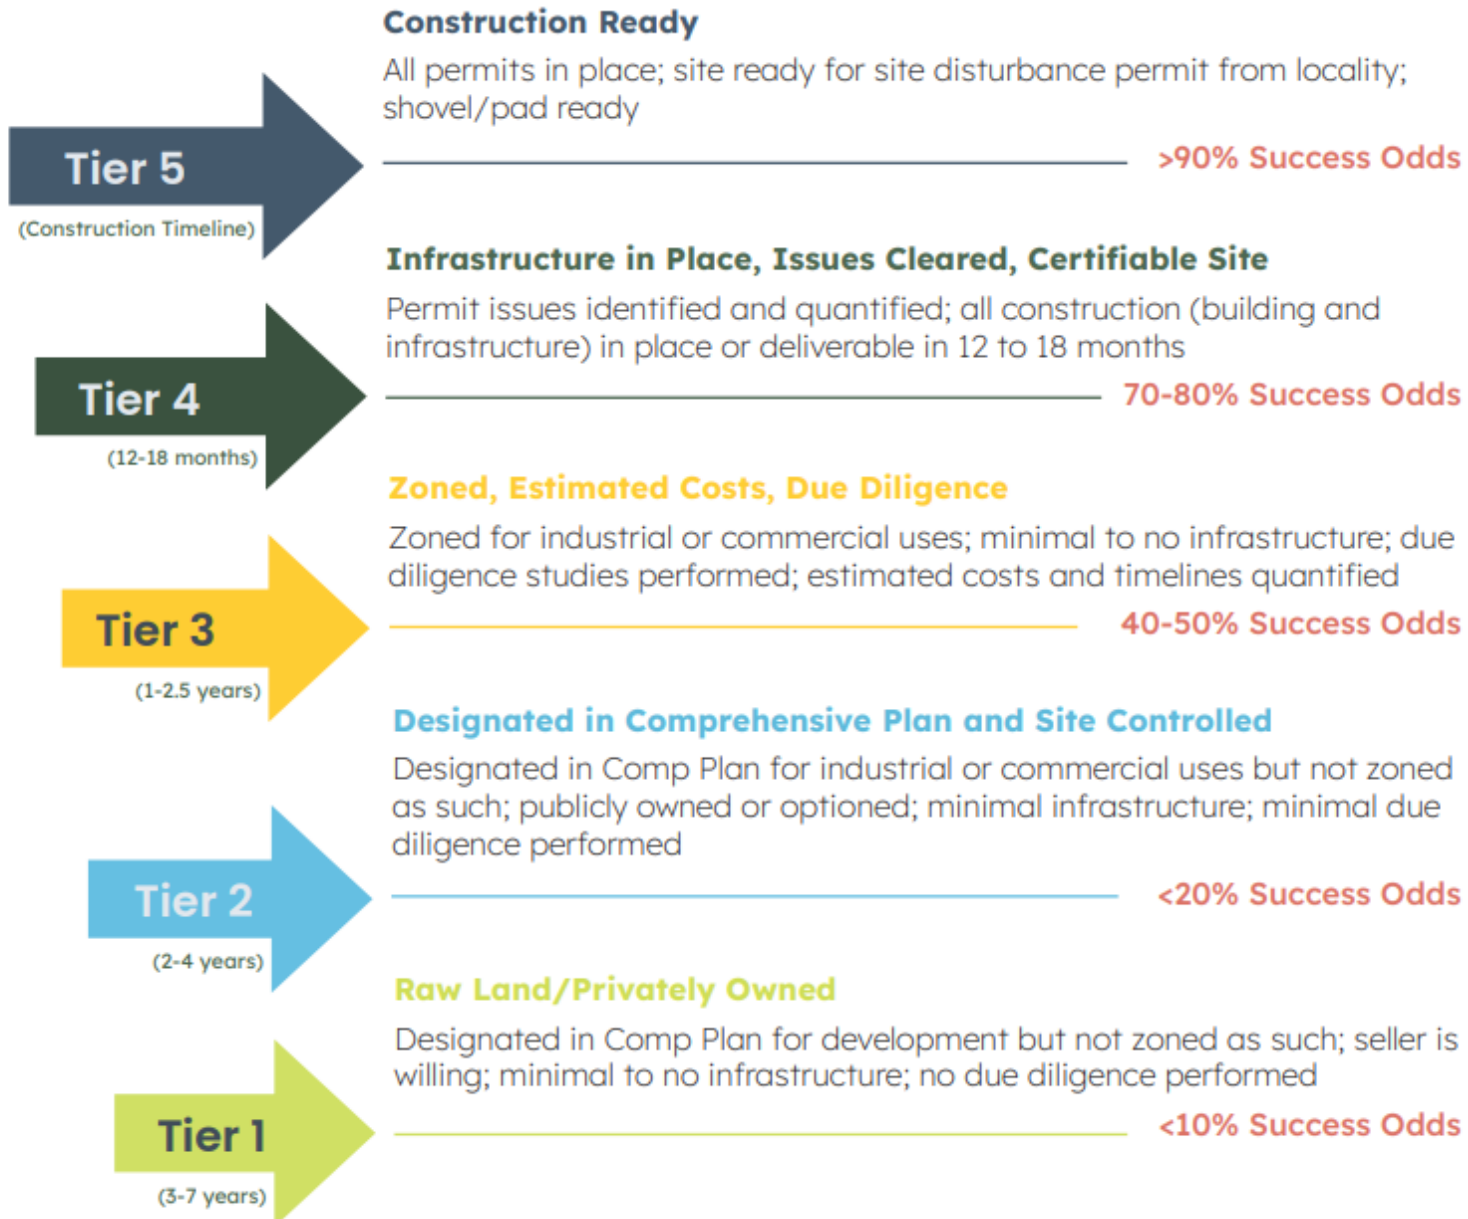 Construction Ready
All permits in place; site ready for site disturbance permit from locality;
shovel/pad ready
Tier 5
>90% Success Odds
(Construction Timeline)
Infrastructure in Place, Issues Cleared, Certifiable Site
Permit issues identified and quantified; all construction (building and
infrastructure) in place or deliverable in 12 to 18 months
Tier 4
70-80% Success Odds
(12-18 months)
Zoned, Estimated Costs, Due Diligence
Zoned for industrial or commercial uses; minimal to no infrastructure; due
diligence studies performed; estimated costs and timelines quantified
Tier 3
40-50% Success Odds
(1-2.5 years)
Designated in Comprehensive Plan and Site Controlled
Designated in Comp Plan for industrial or commercial uses but not zoned
as such; publicly owned or optioned; minimal infrastructure; minimal due
diligence performed
Tier 2
<20% Success Odds
(2-4 years)
Raw Land/Privately Owned
Designated in Comp Plan for development but not zoned as such; seller is
willing; minimal to no infrastructure; no due diligence performed
Tier 1
<10% Success Odds
(3-7 years)